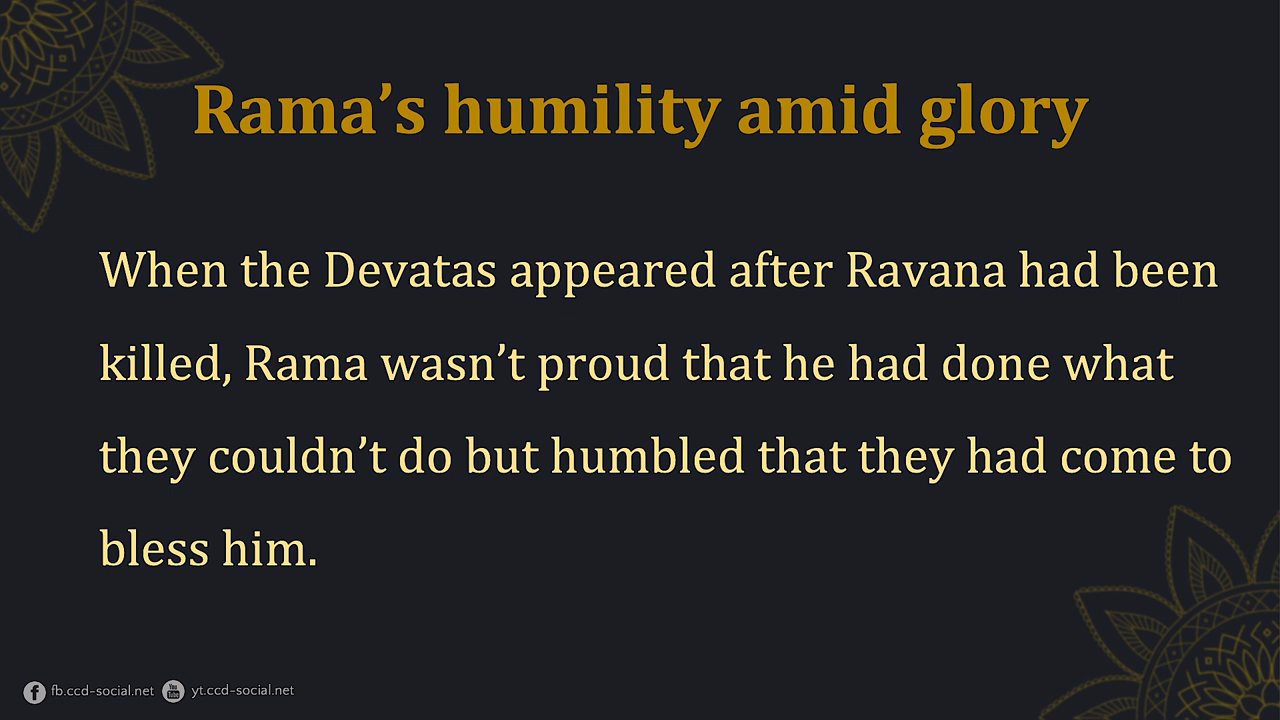 Rama’s humility amid glory
When the Devatas appeared after Ravana had been
killed, Rama wasn’t proud that he had done what
they couldn’t do but humbled that they had come to
bless him.
f fb.ccd-social.net You Tube yt.ccd-social.net